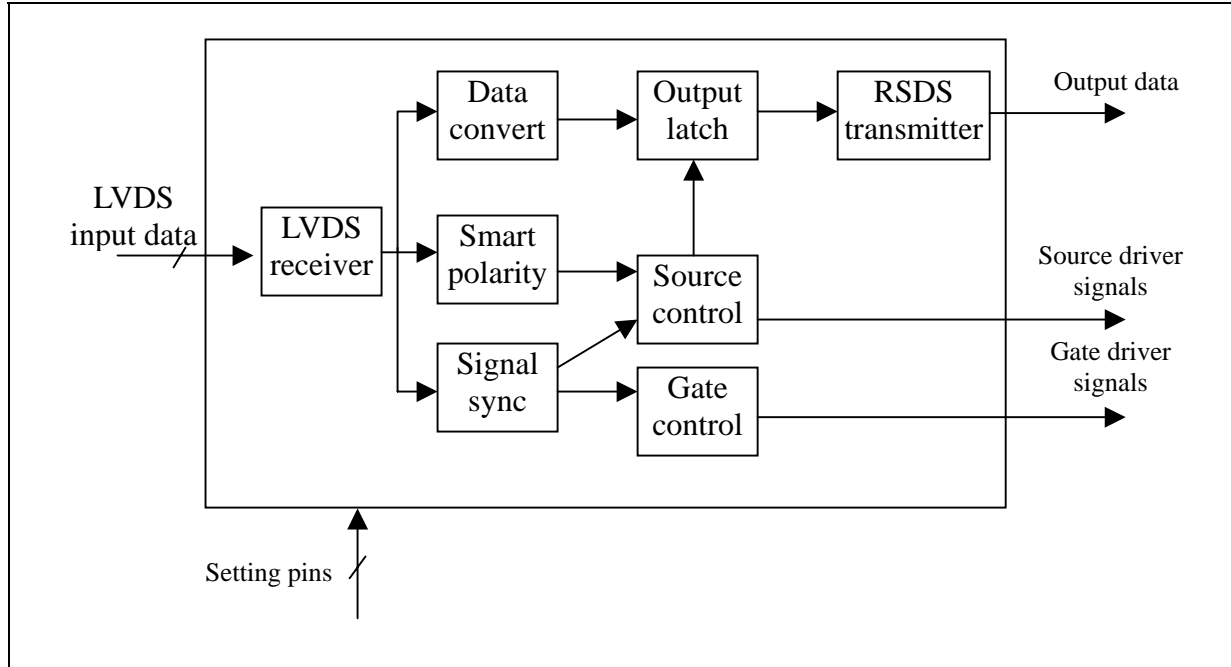 Data
convert
Output
latch
RSDS
transmitter
Output data
LVDS
input data
LVDS
receiver
Smart
polarity
Source
control
Source driver
signals
Signal
sync
Gate
control
Gate driver
signals
Setting pins